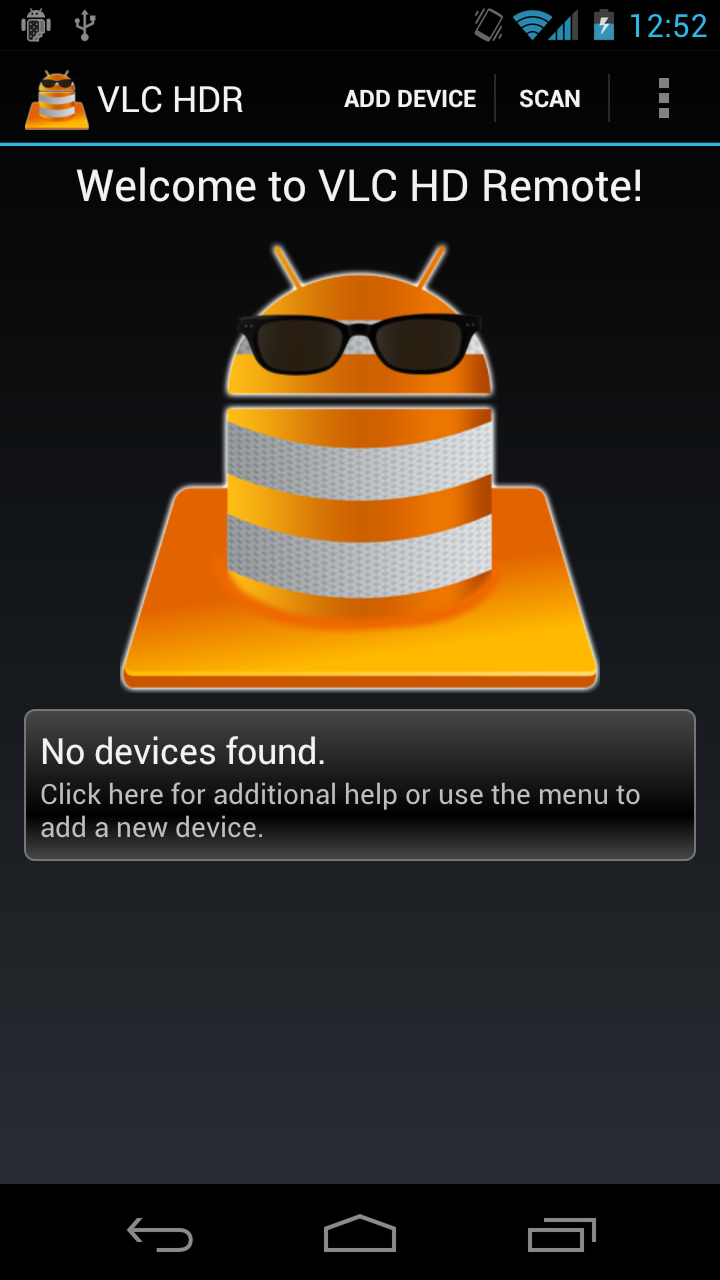 12:52
VLC HDR
ADD DEVICE
SCAN
Welcome to VLC HD Remote!
No devices found.
Click here for additional help or use the menu to
add a new device.